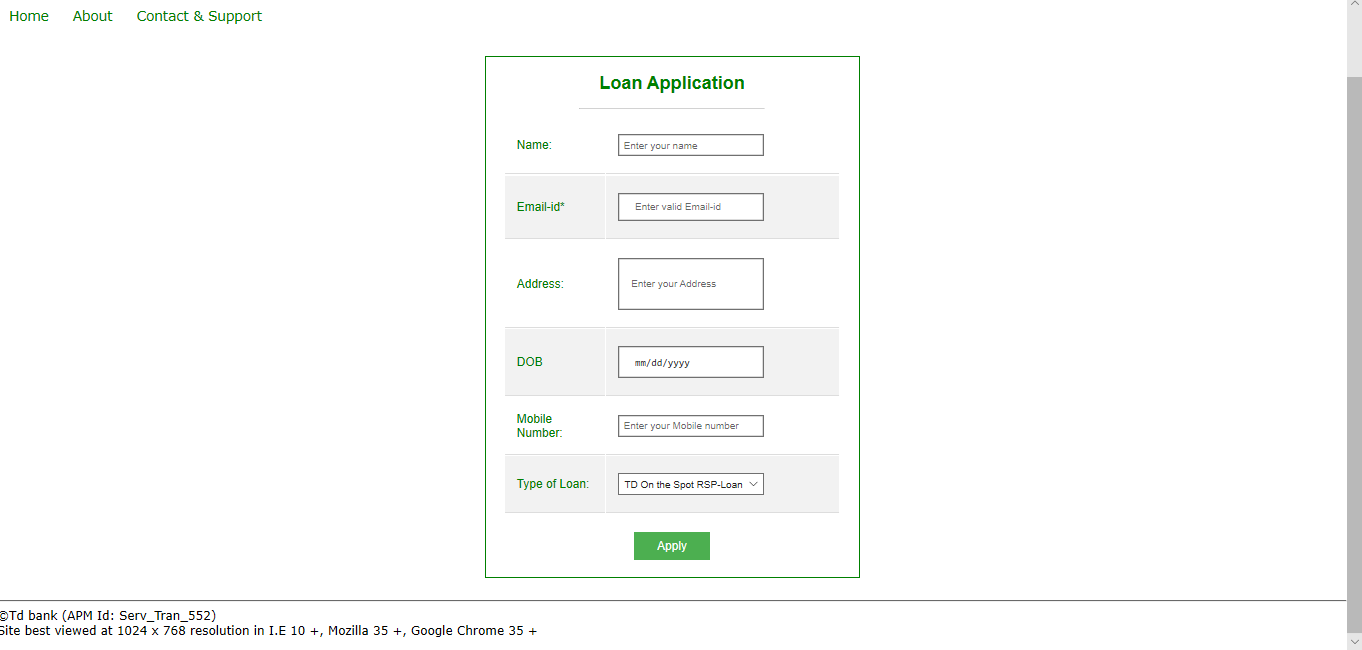 Home About Contact & Support
Loan Application
Name: Enter your name
Email-id* Enter valid Email-id
Address: Enter your Address
DOB mm/dd/yyyy
Mobile
Number: Enter your Mobile number
Type of Loan: TD On the Spot RSP-Loan
Apply
©Td bank (APM Id: Serv_Tran_552)
Site best viewed at 1024 x 768 resolution in I.E 10 +, Mozilla 35 +, Google Chrome 35 +